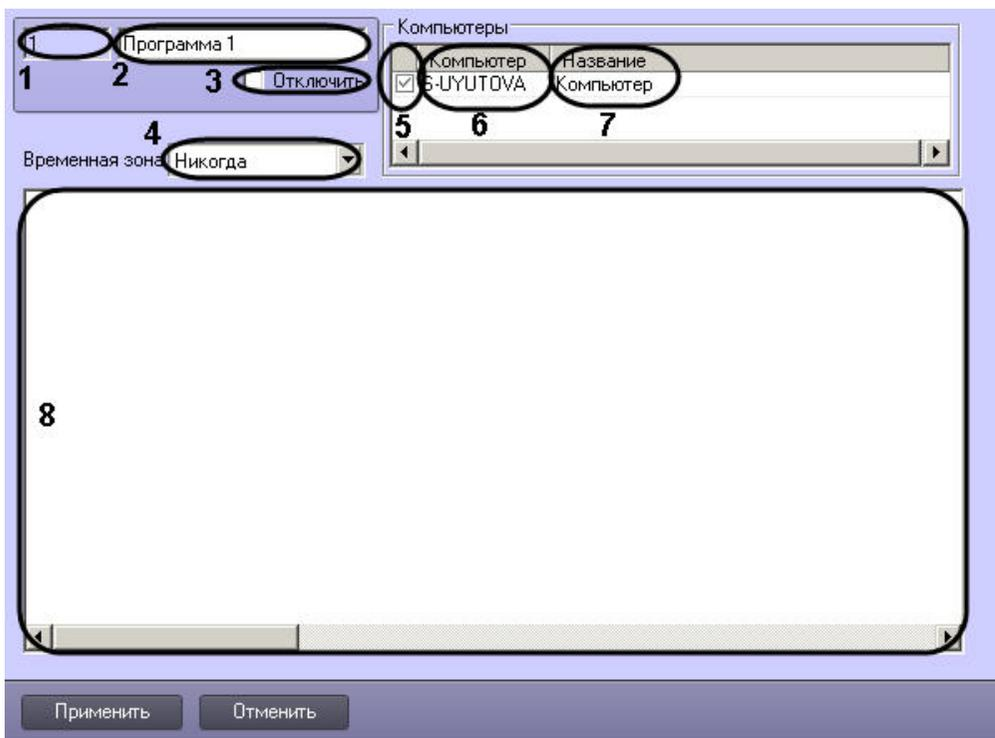 Компьютеры
1 Программа 1
Компьютер Название
1 2 3 Отключить
S-UYUTOVA Компьютер
4 5 6 7
Временная зона Никогда
8
Применить Отменить